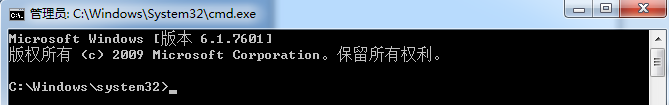 管理员: C:\Windows\System32\cmd.exe
Microsoft Windows [版本 6.1.7601]
版权所有 (c) 2009 Microsoft Corporation。保留所有权利。
C:\Windows\system32>